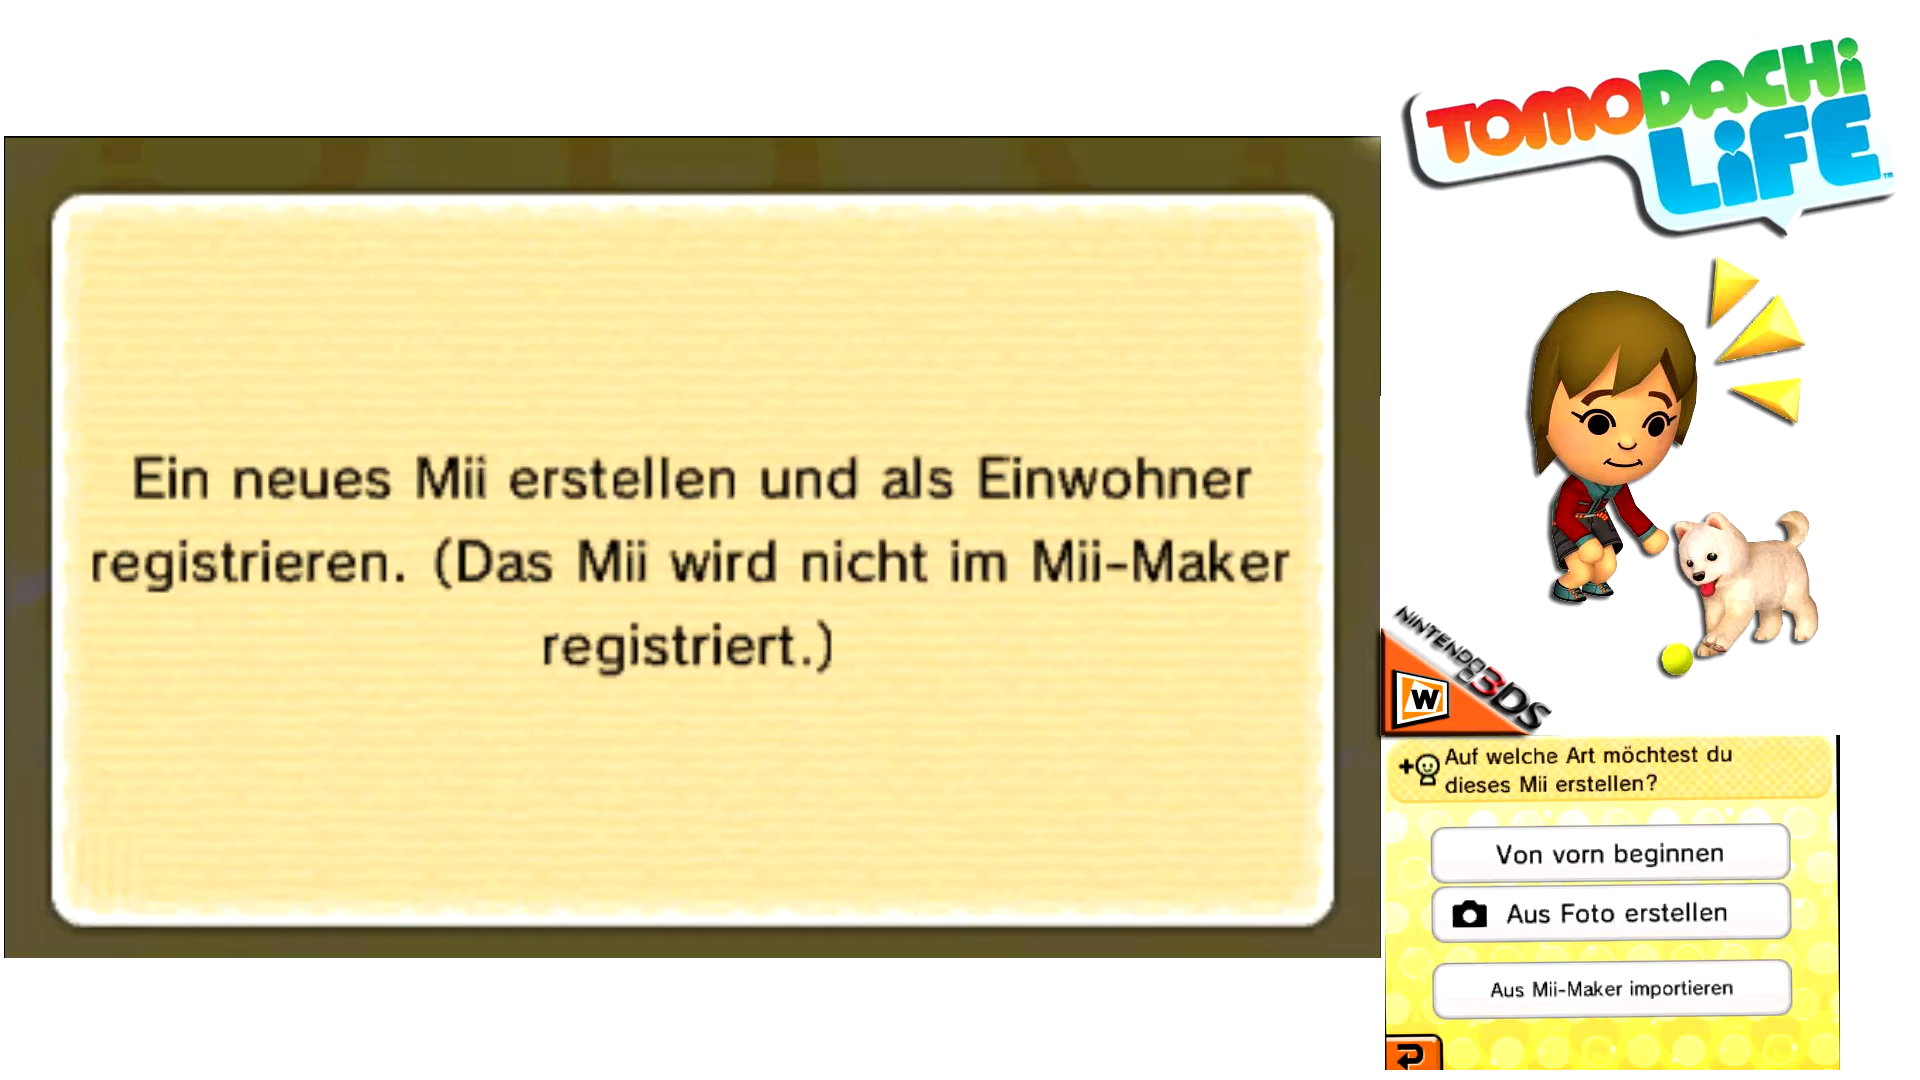 TOMODACHI
LiFE™
Ein neues Mii erstellen und als Einwohner
registrieren. (Das Mii wird nicht im Mii-Maker
registriert.)
NINTENDO 3DS
W
Auf welche Art möchtest du
dieses Mii erstellen?
Von vorn beginnen
Aus Foto erstellen
Aus Mii-Maker importieren